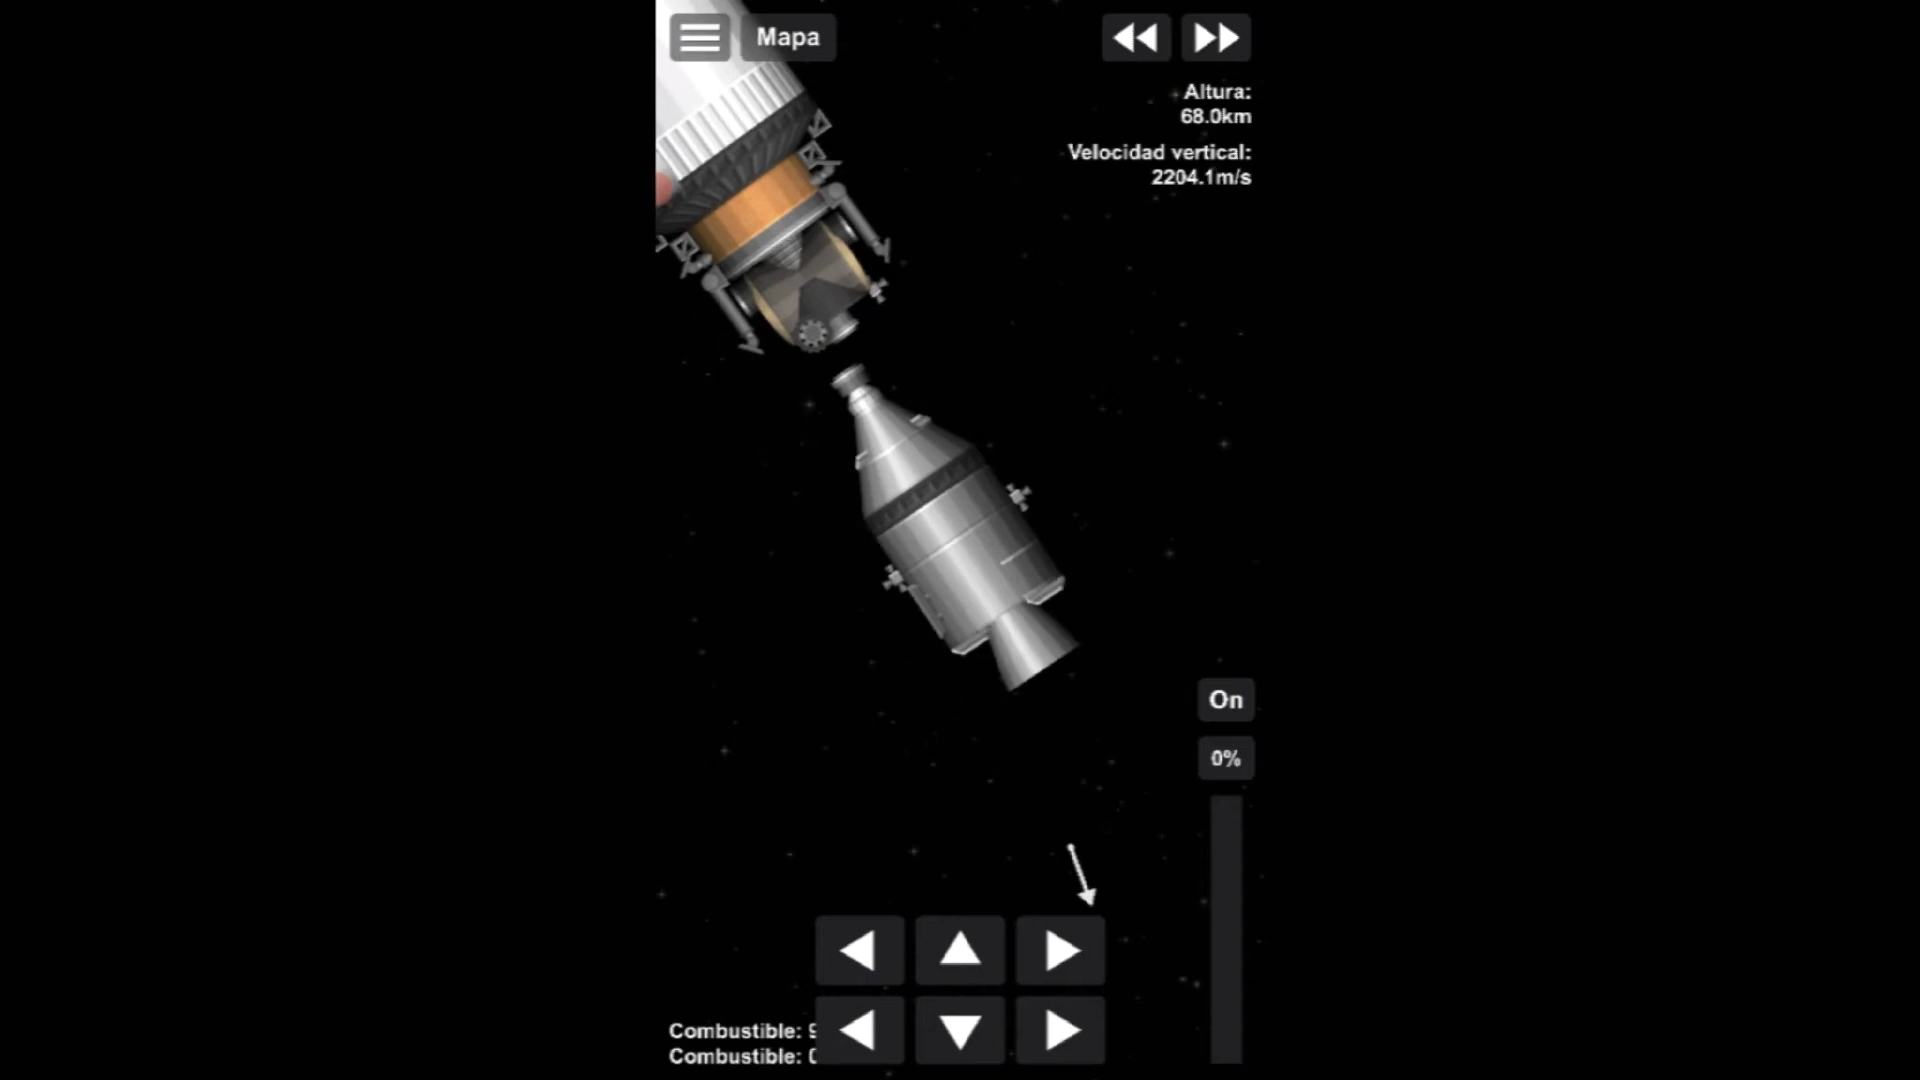 Mapa
Altura:
68.0km
Velocidad vertical:
2204.1m/s
On
0%
Combustible:
Combustible: